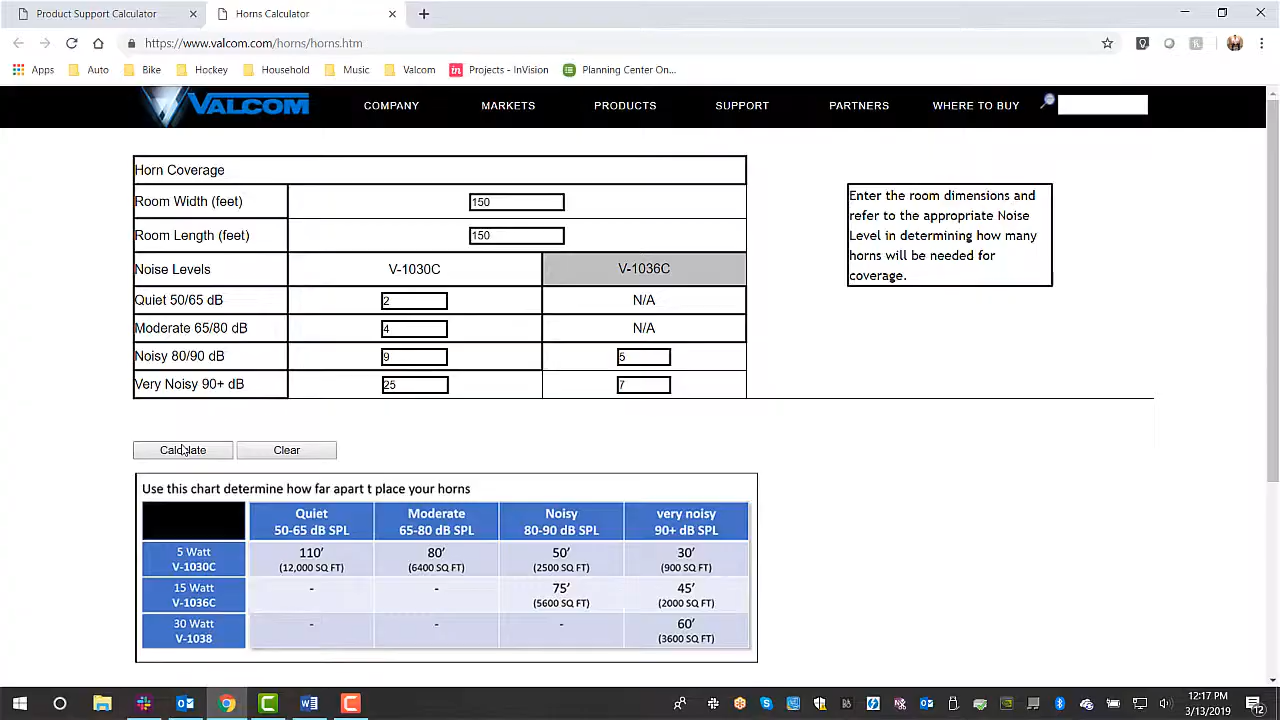 Product Support Calculator
Horns Calculator
https://www.valcom.com/horns/horns.htm
Apps Auto Bike Hockey Household Music Valcom Projects - InVision Planning Center On...
VALCOM COMPANY MARKETS PRODUCTS SUPPORT PARTNERS WHERE TO BUY
Horn Coverage
Room Width (feet) 150
Room Length (feet) 150
Noise Levels V-1030C V-1036C
Quiet 50/65 dB 2 N/A
Moderate 65/80 dB 4 N/A
Noisy 80/90 dB 9 5
Very Noisy 90+ dB 25 7
Enter the room dimensions and
refer to the appropriate Noise
Level in determining how many
horns will be needed for
coverage.
Calculate Clear
Use this chart determine how far apart t place your horns
Quiet Moderate Noisy very noisy
50-65 dB SPL 65-80 dB SPL 80-90 dB SPL 90+ dB SPL
5 Watt 110' 80' 50' 30'
V-1030C (12,000 SQ FT) (6400 SQ FT) (2500 SQ FT) (900 SQ FT)
15 Watt - - 75' 45'
V-1036C (5600 SQ FT) (2000 SQ FT)
30 Watt - - - 60'
V-1038 (3600 SQ FT)
12:17 PM
3/13/2019